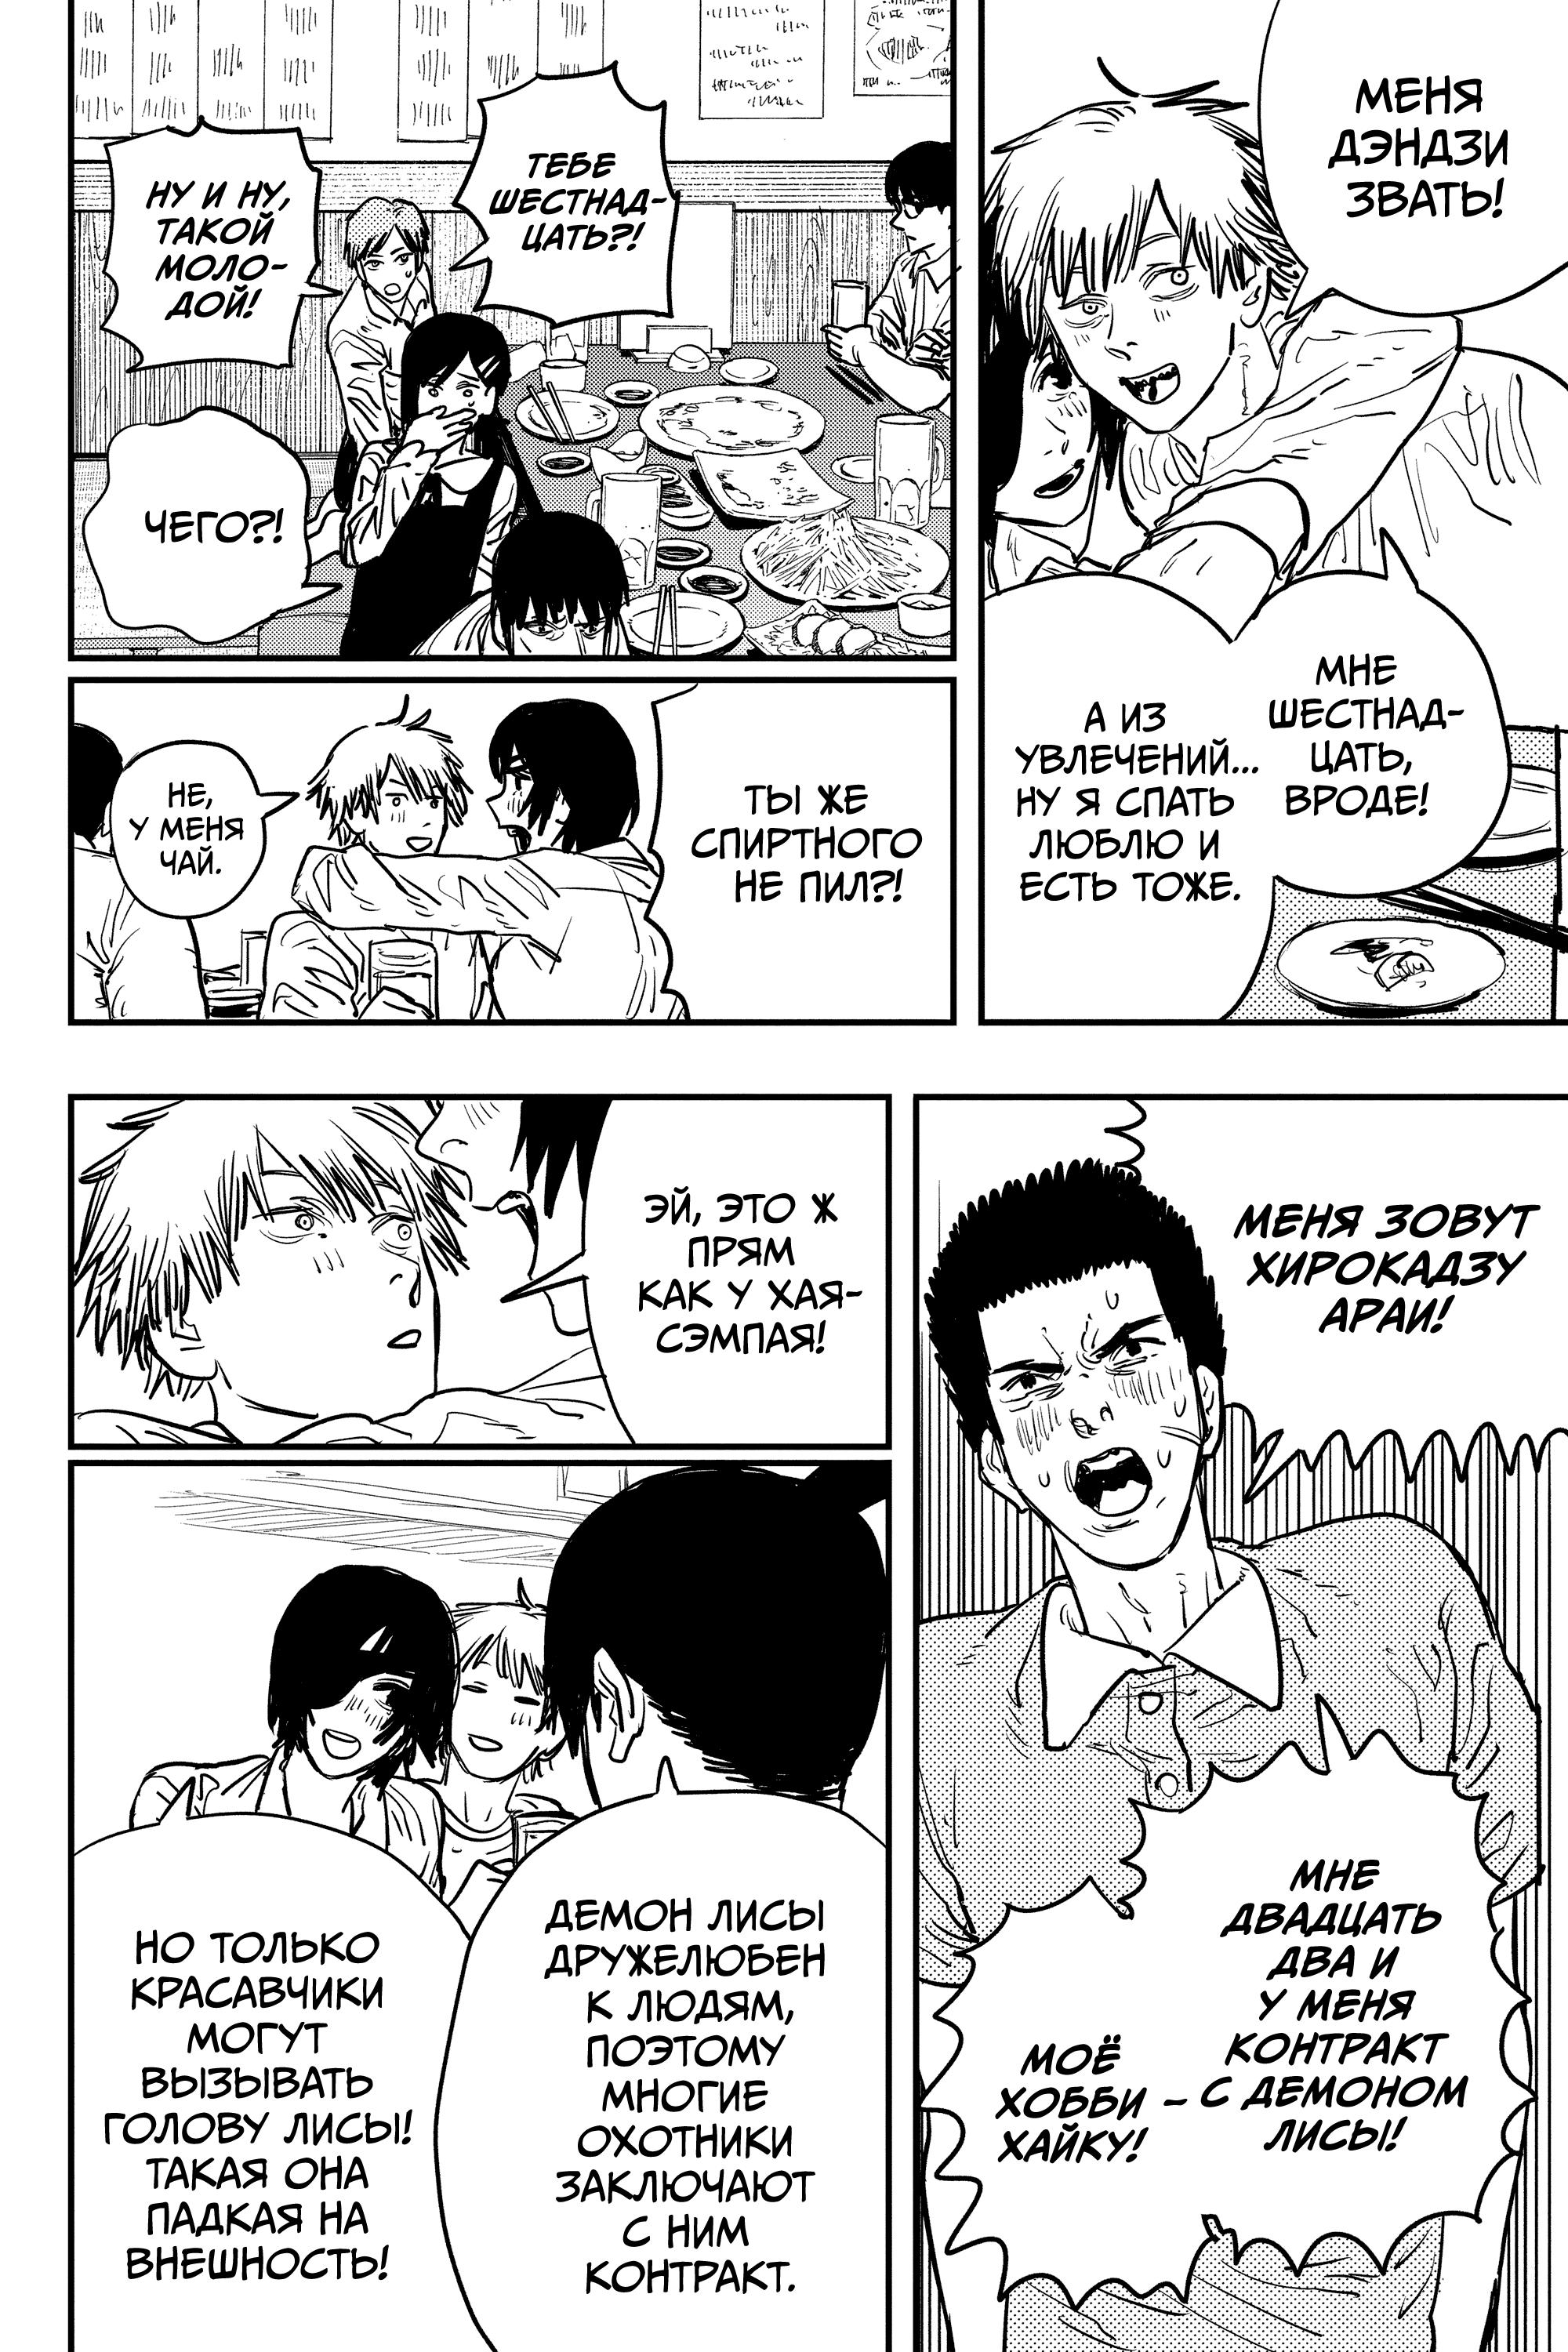 МЕНЯ
ДЭНДЗИ
ЗВАТЬ!
МНЕ
ШЕСТНАД-
ЦАТЬ,
ВРОДЕ!
А ИЗ
УВЛЕЧЕНИЙ...
НУ Я СПАТЬ
ЛЮБЛЮ И
ЕСТЬ ТОЖЕ.
ТЕБЕ
ШЕСТНАД-
ЦАТЬ?!
НУ И НУ,
ТАКОЙ
МОЛО-
ДОЙ!
ЧЕГО?!
ТЫ ЖЕ
СПИРТНОГО
НЕ ПИЛ?!
НЕ,
У МЕНЯ
ЧАЙ.
МЕНЯ ЗОВУТ
ХИРОКАДЗУ
АРАИ!
МНЕ
ДВАДЦАТЬ
ДВА И
У МЕНЯ
КОНТРАКТ
С ДЕМОНОМ
ЛИСЫ!
МОЁ
ХОББИ –
ХАЙКУ!
ЭЙ, ЭТО Ж
ПРЯМ
КАК У ХАЯ-
СЭМПАЯ!
ДЕМОН ЛИСЫ
ДРУЖЕЛЮБЕН
К ЛЮДЯМ,
ПОЭТОМУ
МНОГИЕ
ОХОТНИКИ
ЗАКЛЮЧАЮТ
С НИМ
КОНТРАКТ.
НО ТОЛЬКО
КРАСАВЧИКИ
МОГУТ
ВЫЗЫВАТЬ
ГОЛОВУ ЛИСЫ!
ТАКАЯ ОНА
ПАДКАЯ НА
ВНЕШНОСТЬ!